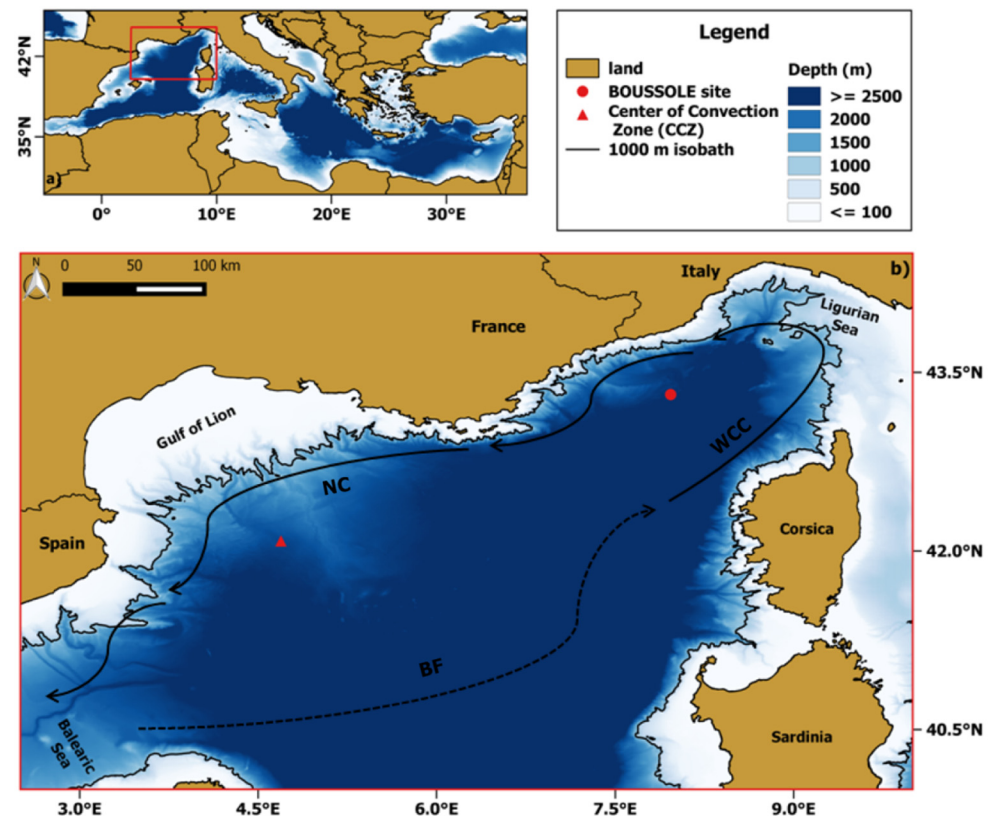 42°N
35°N
a)
0°
10°E
20°E
30°E
Legend
land
BOUSSOLE site
Center of Convection
Zone (CCZ)
1000 m isobath
Depth (m)
>= 2500
2000
1500
1000
500
<= 100
N
0 50 100 km
b)
Italy
France
Ligurian
Sea
Gulf of Lion
WCC
NC
Spain
Corsica
BF
Balearic
Sea
Sardinia
43.5°N
42.0°N
40.5°N
3.0°E
4.5°E
6.0°E
7.5°E
9.0°E